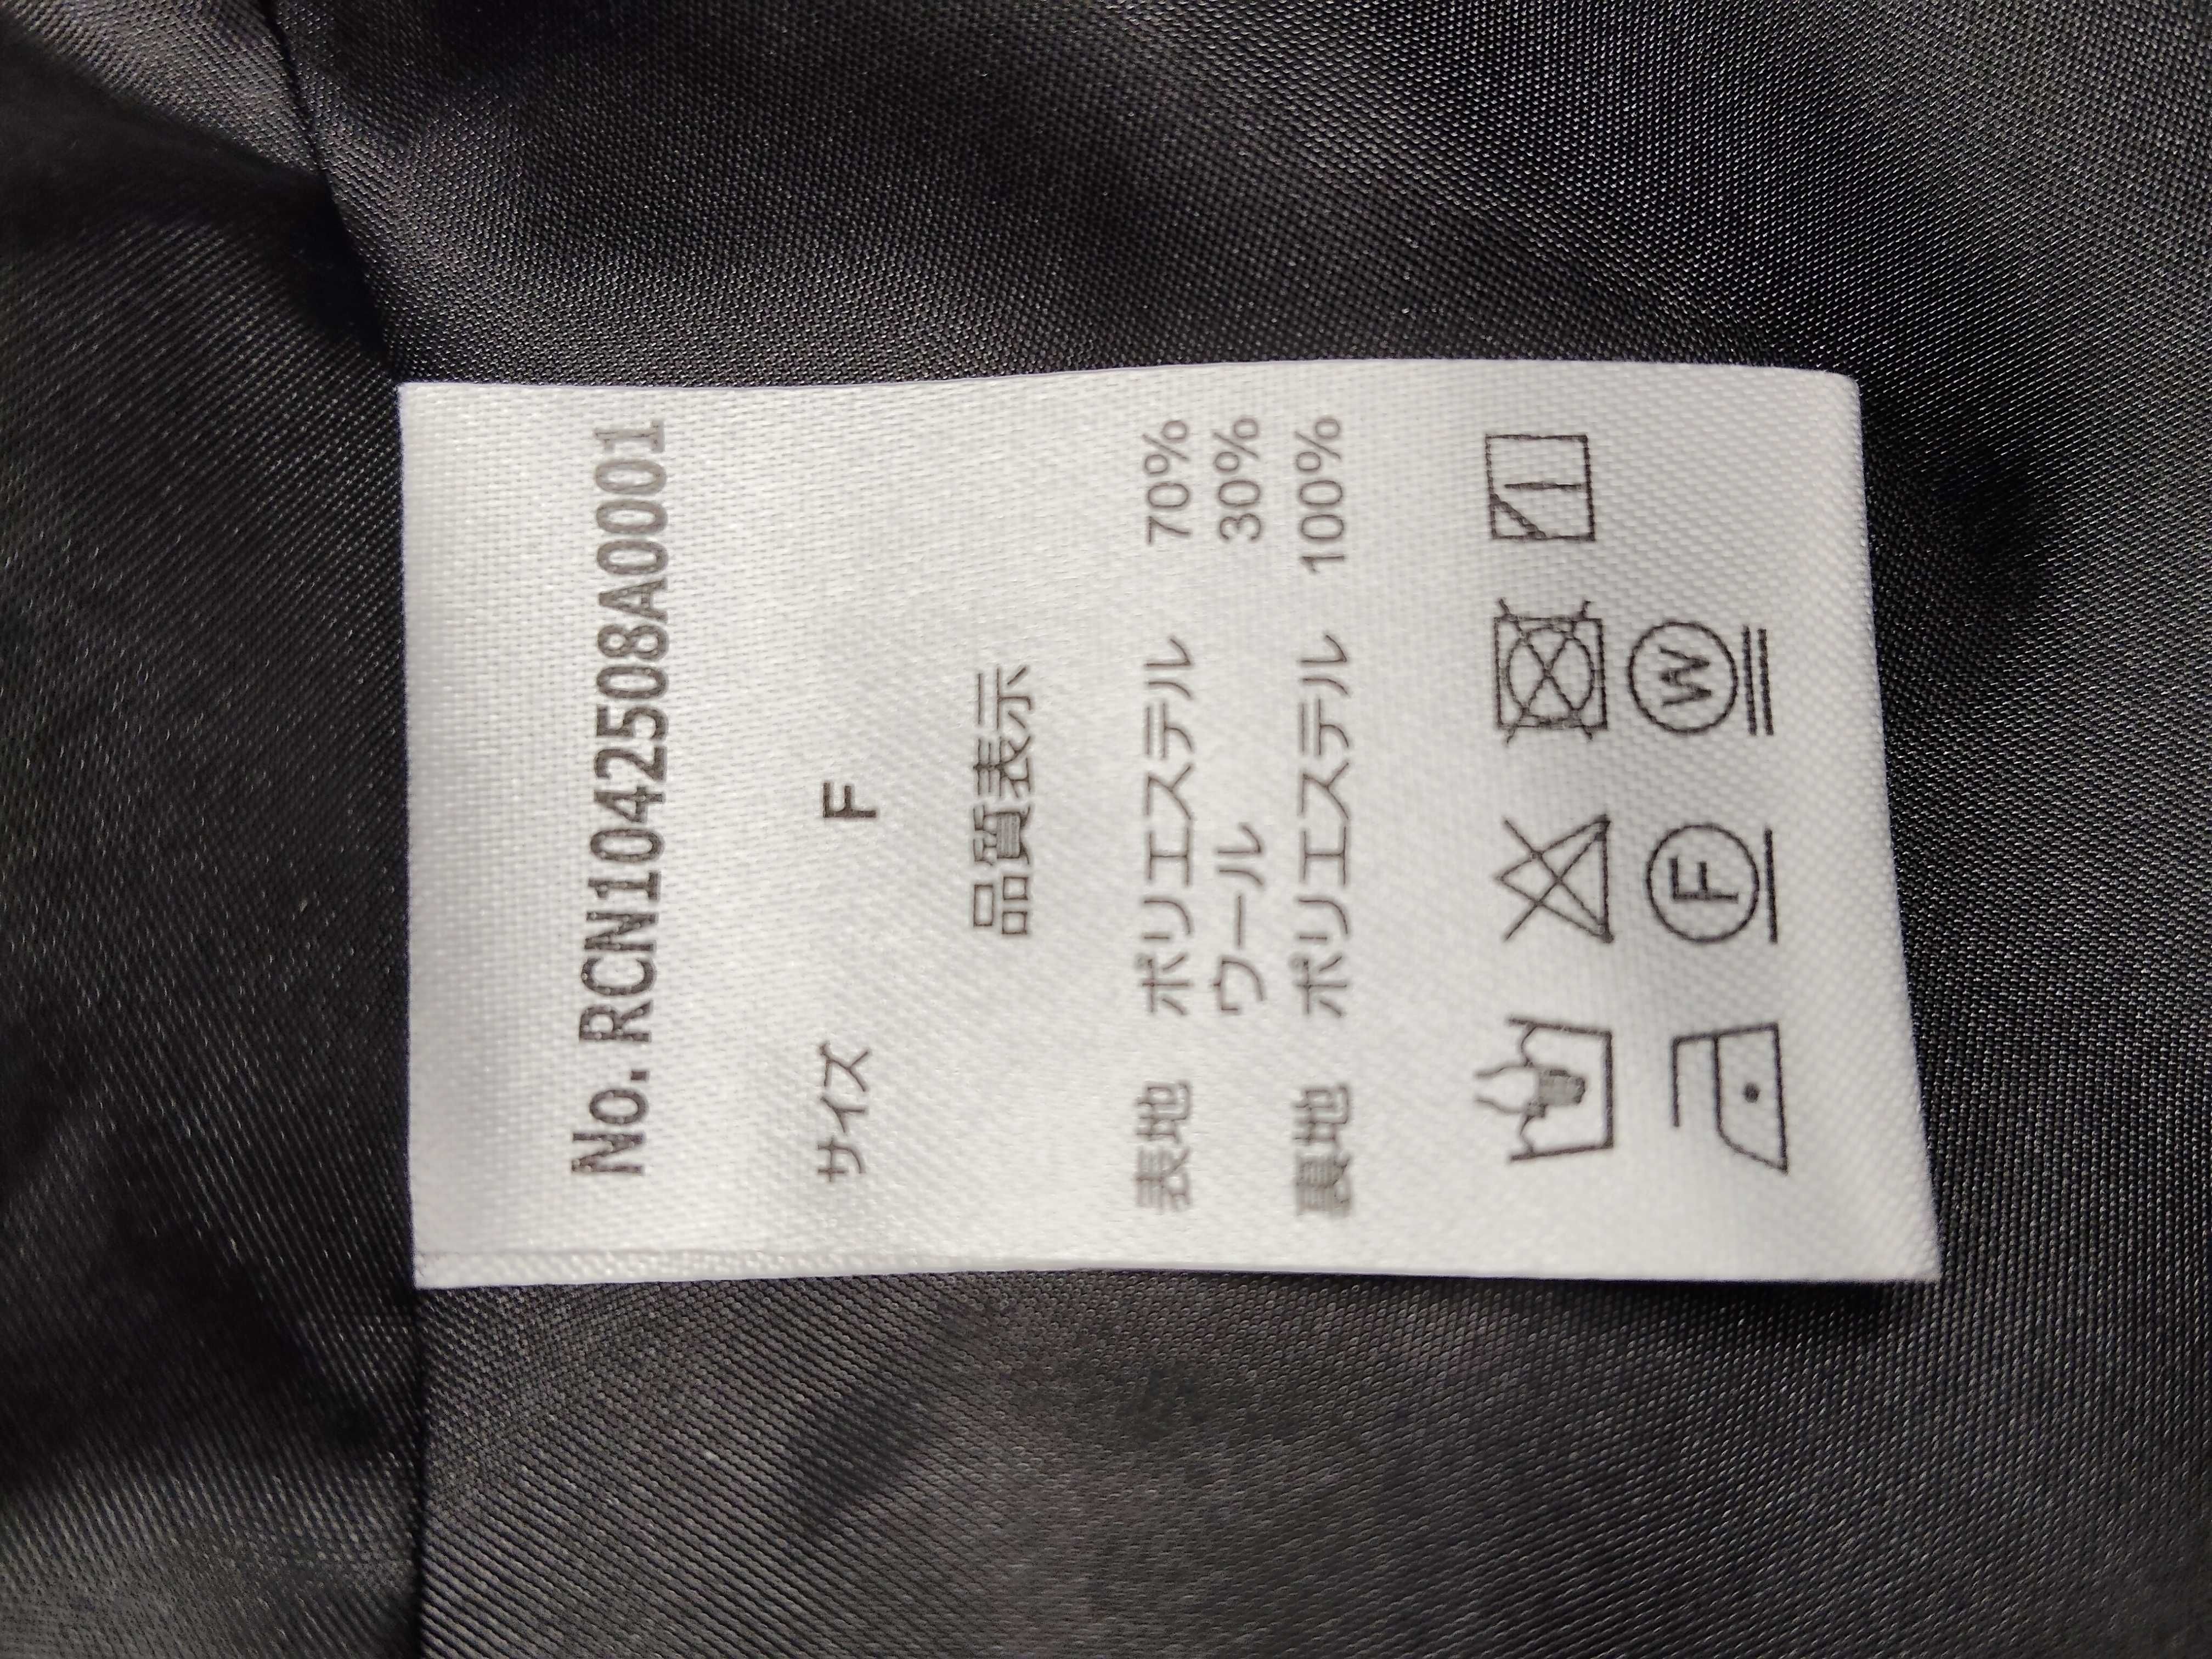 No.RCN1042508A0001
サイズ F
品質表示
表地 ポリエステル 70%
ウール 30%
裏地 ポリエステル 100%
F W